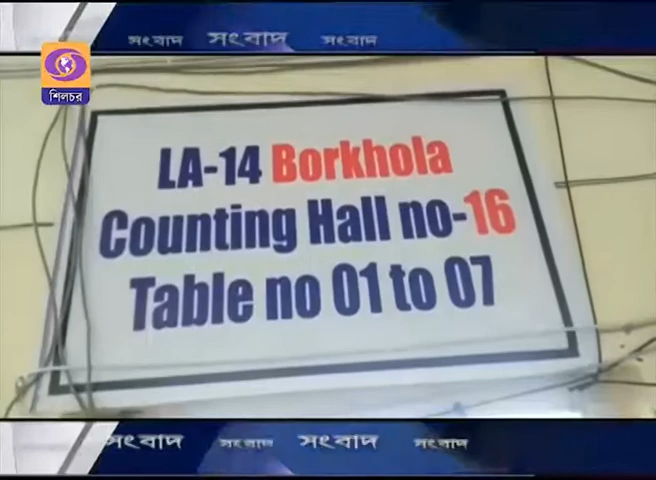 সংবাদ সংবাদ সংবাদ
শিলচর
LA-14 Borkhola
Counting Hall no-16
Table no 01 to 07
সংবাদ সংবাদ সংবাদ সংবাদ